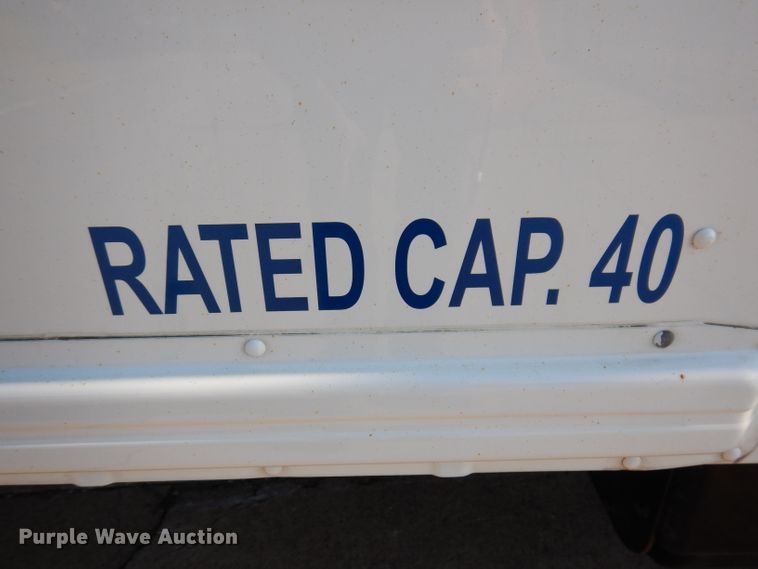 RATED CAP. 40
Purple Wave Auction